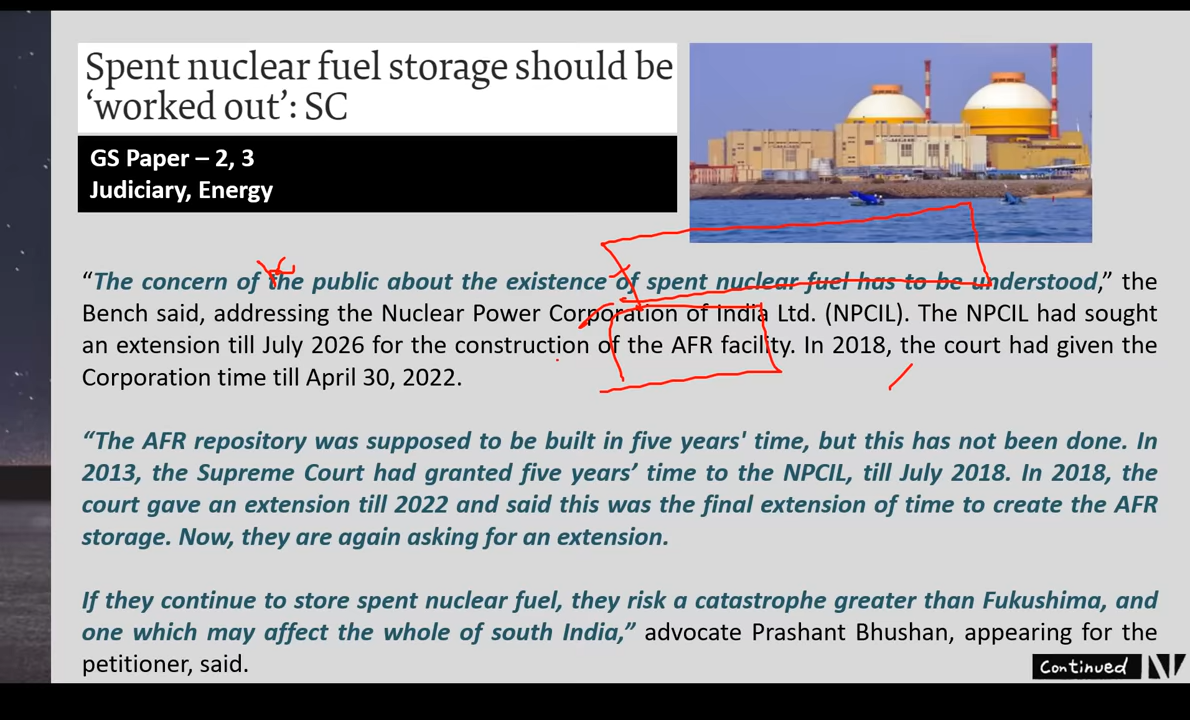 Spent nuclear fuel storage should be
‘worked out’: SC
GS Paper – 2, 3
Judiciary, Energy
“The concern of the public about the existence of spent nuclear fuel has to be understood,” the
Bench said, addressing the Nuclear Power Corporation of India Ltd. (NPCIL). The NPCIL had sought
an extension till July 2026 for the construction of the AFR facility. In 2018, the court had given the
Corporation time till April 30, 2022.
“The AFR repository was supposed to be built in five years' time, but this has not been done. In
2013, the Supreme Court had granted five years’ time to the NPCIL, till July 2018. In 2018, the
court gave an extension till 2022 and said this was the final extension of time to create the AFR
storage. Now, they are again asking for an extension.
If they continue to store spent nuclear fuel, they risk a catastrophe greater than Fukushima, and
one which may affect the whole of south India,” advocate Prashant Bhushan, appearing for the
petitioner, said.
Continued